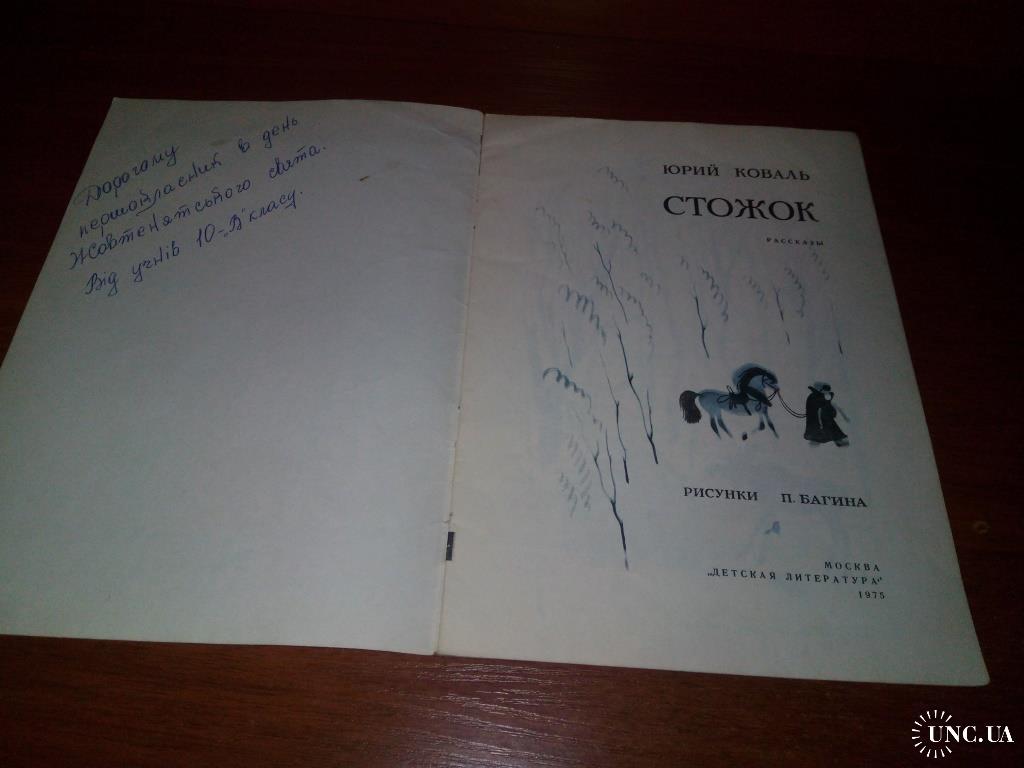 Дорогому
першокласнику в день
Жовтенятського свята.
Від учнів 10-„В" класу.
ЮРИЙ КОВАЛЬ
СТОЖОК
РАССКАЗЫ
РИСУНКИ П. БАГИНА
МОСКВА
„ДЕТСКАЯ ЛИТЕРАТУРА"
1975
UNC.UA